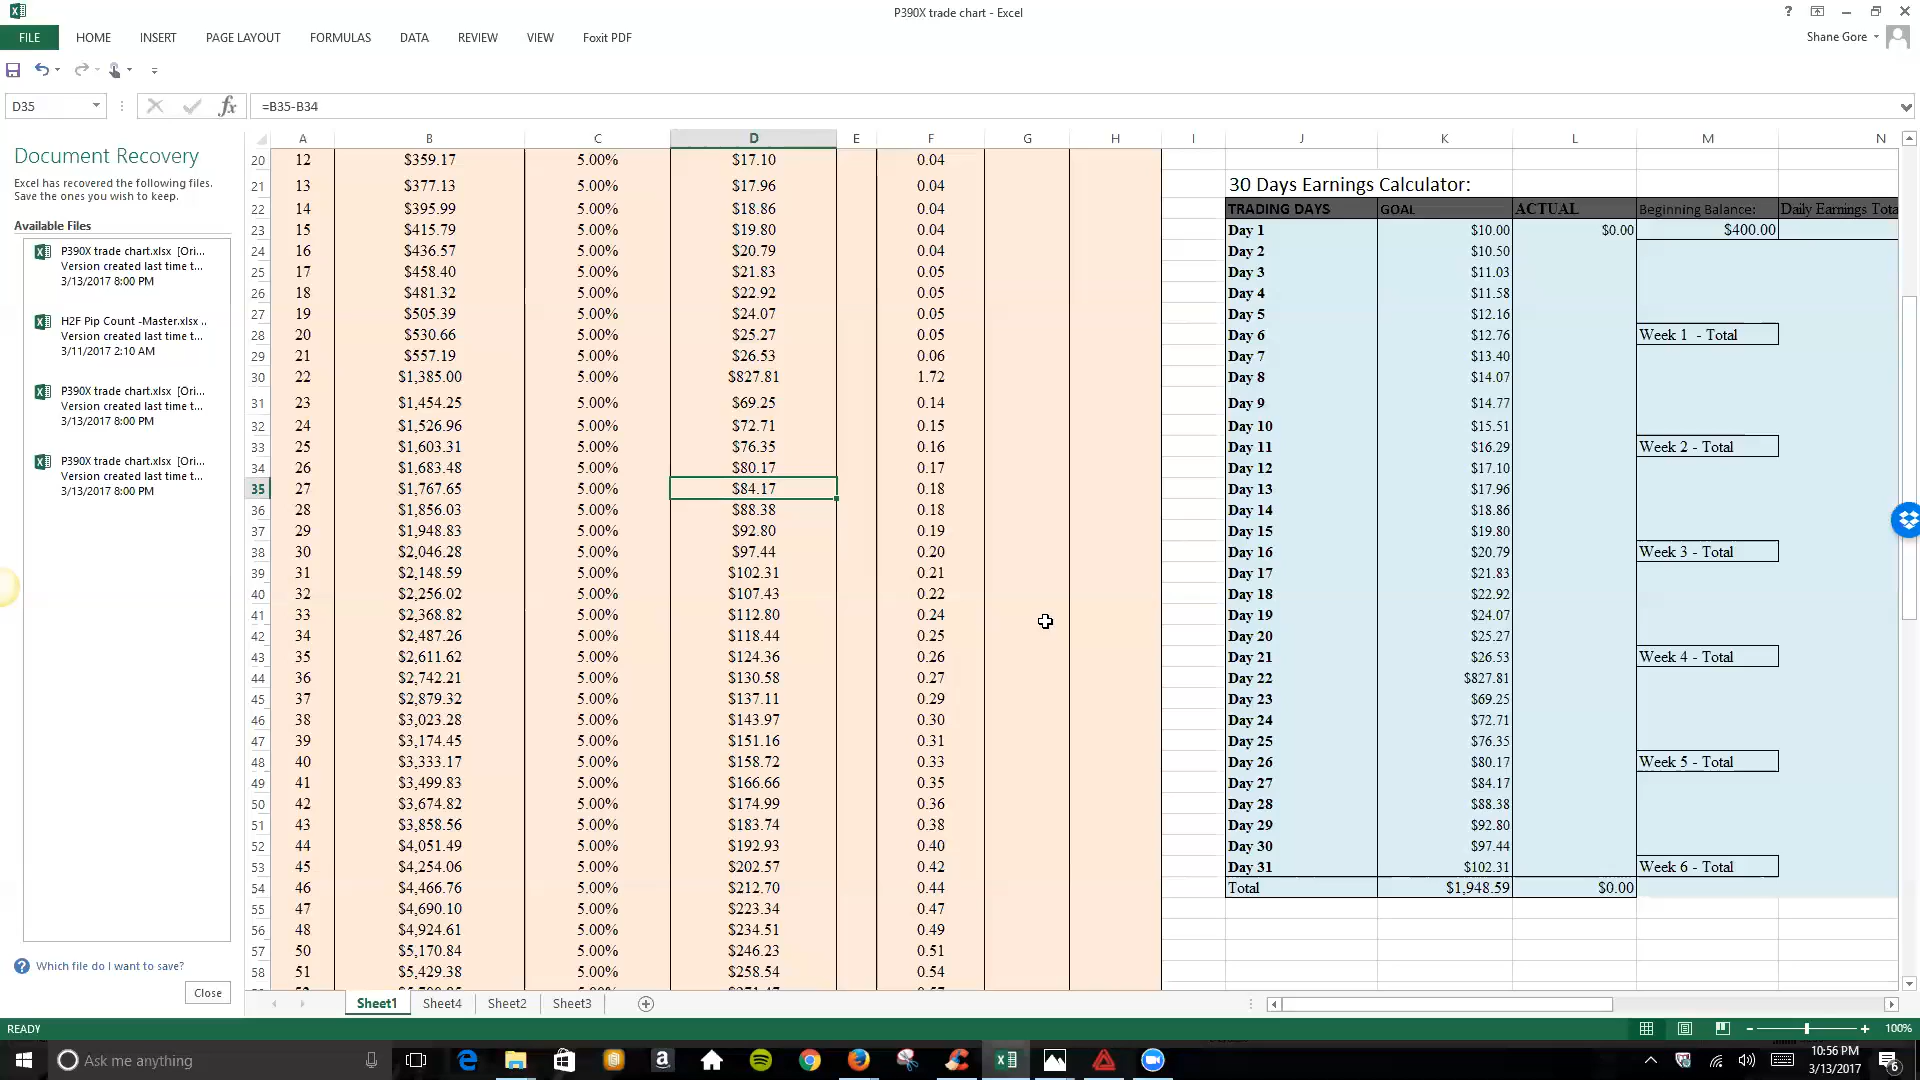 P390X trade chart - Excel
?
FILE HOME INSERT PAGE LAYOUT FORMULAS DATA REVIEW VIEW Foxit PDF
Shane Gore
D35 fx =B35-B34
Document Recovery
Excel has recovered the following files.
Save the ones you wish to keep.
Available Files
P390X trade chart.xlsx [Ori...
Version created last time t...
3/13/2017 8:00 PM
H2F Pip Count -Master.xlsx ..
Version created last time t...
3/11/2017 2:10 AM
P390X trade chart.xlsx [Ori...
Version created last time t...
3/13/2017 8:00 PM
P390X trade chart.xlsx [Ori...
Version created last time t...
3/13/2017 8:00 PM
Which file do I want to save?
Close
A B C D E F G H I J K L M N
20 12 $359.17 5.00% $17.10 0.04
21 13 $377.13 5.00% $17.96 0.04 30 Days Earnings Calculator:
22 14 $395.99 5.00% $18.86 0.04 TRADING DAYS GOAL ACTUAL Beginning Balance: Daily Earnings Tota
23 15 $415.79 5.00% $19.80 0.04 Day 1 $10.00 $0.00 $400.00
24 16 $436.57 5.00% $20.79 0.04 Day 2 $10.50
25 17 $458.40 5.00% $21.83 0.05 Day 3 $11.03
26 18 $481.32 5.00% $22.92 0.05 Day 4 $11.58
27 19 $505.39 5.00% $24.07 0.05 Day 5 $12.16
28 20 $530.66 5.00% $25.27 0.05 Day 6 $12.76 Week 1 - Total
29 21 $557.19 5.00% $26.53 0.06 Day 7 $13.40
30 22 $1,385.00 5.00% $827.81 1.72 Day 8 $14.07
31 23 $1,454.25 5.00% $69.25 0.14 Day 9 $14.77
32 24 $1,526.96 5.00% $72.71 0.15 Day 10 $15.51
33 25 $1,603.31 5.00% $76.35 0.16 Day 11 $16.29 Week 2 - Total
34 26 $1,683.48 5.00% $80.17 0.17 Day 12 $17.10
35 27 $1,767.65 5.00% $84.17 0.18 Day 13 $17.96
36 28 $1,856.03 5.00% $88.38 0.18 Day 14 $18.86
37 29 $1,948.83 5.00% $92.80 0.19 Day 15 $19.80
38 30 $2,046.28 5.00% $97.44 0.20 Day 16 $20.79 Week 3 - Total
39 31 $2,148.59 5.00% $102.31 0.21 Day 17 $21.83
40 32 $2,256.02 5.00% $107.43 0.22 Day 18 $22.92
41 33 $2,368.82 5.00% $112.80 0.24 Day 19 $24.07
42 34 $2,487.26 5.00% $118.44 0.25 Day 20 $25.27
43 35 $2,611.62 5.00% $124.36 0.26 Day 21 $26.53 Week 4 - Total
44 36 $2,742.21 5.00% $130.58 0.27 Day 22 $827.81
45 37 $2,879.32 5.00% $137.11 0.29 Day 23 $69.25
46 38 $3,023.28 5.00% $143.97 0.30 Day 24 $72.71
47 39 $3,174.45 5.00% $151.16 0.31 Day 25 $76.35
48 40 $3,333.17 5.00% $158.72 0.33 Day 26 $80.17 Week 5 - Total
49 41 $3,499.83 5.00% $166.66 0.35 Day 27 $84.17
50 42 $3,674.82 5.00% $174.99 0.36 Day 28 $88.38
51 43 $3,858.56 5.00% $183.74 0.38 Day 29 $92.80
52 44 $4,051.49 5.00% $192.93 0.40 Day 30 $97.44
53 45 $4,254.06 5.00% $202.57 0.42 Day 31 $102.31 Week 6 - Total
54 46 $4,466.76 5.00% $212.70 0.44 Total $1,948.59 $0.00
55 47 $4,690.10 5.00% $223.34 0.47
56 48 $4,924.61 5.00% $234.51 0.49
57 50 $5,170.84 5.00% $246.23 0.51
58 51 $5,429.38 5.00% $258.54 0.54
Sheet1 Sheet4 Sheet2 Sheet3
READY 100%
Ask me anything
10:56 PM
3/13/2017
6